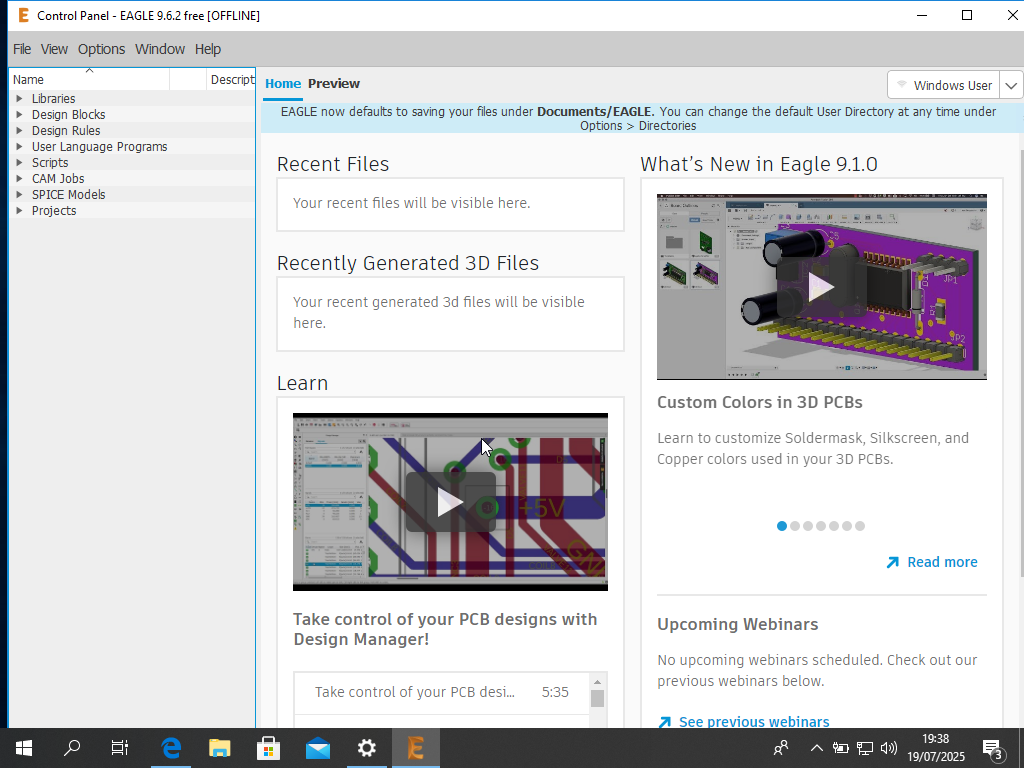 Control Panel - EAGLE 9.6.2 free [OFFLINE]
File View Options Window Help
Name Descript
Libraries
Design Blocks
Design Rules
User Language Programs
Scripts
CAM Jobs
SPICE Models
Projects
Home Preview
Windows User
EAGLE now defaults to saving your files under Documents/EAGLE. You can change the default User Directory at any time under
Options > Directories
Recent Files
Your recent files will be visible here.
Recently Generated 3D Files
Your recent generated 3d files will be visible
here.
Learn
+5V
Take control of your PCB designs with
Design Manager!
Take control of your PCB desi... 5:35
What's New in Eagle 9.1.0
JP1
JP2
Custom Colors in 3D PCBs
Learn to customize Soldermask, Silkscreen, and
Copper colors used in your 3D PCBs.
Read more
Upcoming Webinars
No upcoming webinars scheduled. Check out our
previous webinars below.
See previous webinars
19:38
19/07/2025
3